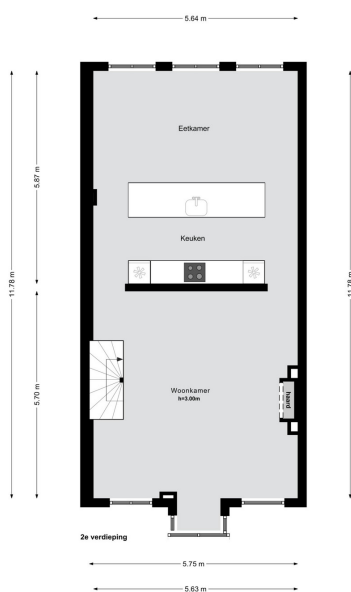 5.64 m
Eetkamer
5.87 m
11.78 m
11.78 m
Keuken
5.70 m
Woonkamer
h=3.00m
haard
2e verdieping
5.75 m
5.63 m